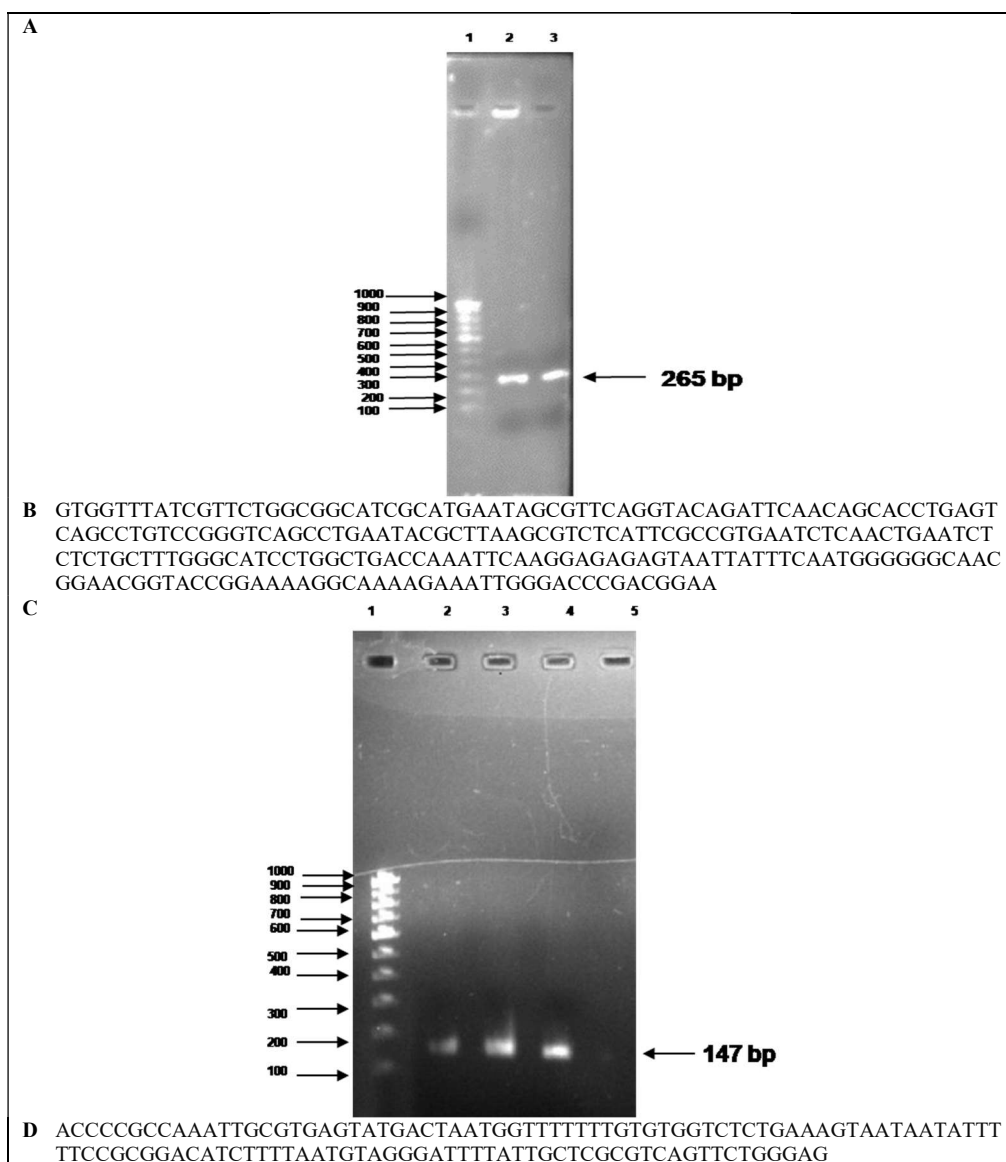 A
1 2 3
1000
900
800
700
600
500
400
300
200
100
265 bp
B GTGGTTTATCGTTCTGGCGGCATCGCATGAATAGCGTTCAGGTACAGATTCAACAGCACCTGAGT
CAGCCTGTCCGGGTCAGCCTGAATACGCTTAAGCGTCTCATTCGCCGTGAATCTCAACTGAATCT
CTCTGCTTTGGGCATCCTGGCTGACCAAATTCAAGGAGAGAGTAATTATTTCAATGGGGGGCAAC
GGAACGGTACCGGAAAAGGCAAAAGAAATTGGGACCCGACGGAA
C
1 2 3 4 5
1000
900
800
700
600
500
400
300
200
100
147 bp
D ACCCCGCCAAATTGCGTGAGTATGACTAATGGTTTTTTTGTGTGGTCTCTGAAAGTAATAATATTT
TTCCGCGGACATCTTTTAATGTAGGGATTTTATTGCTCGCGTCAGTTCTGGGAG